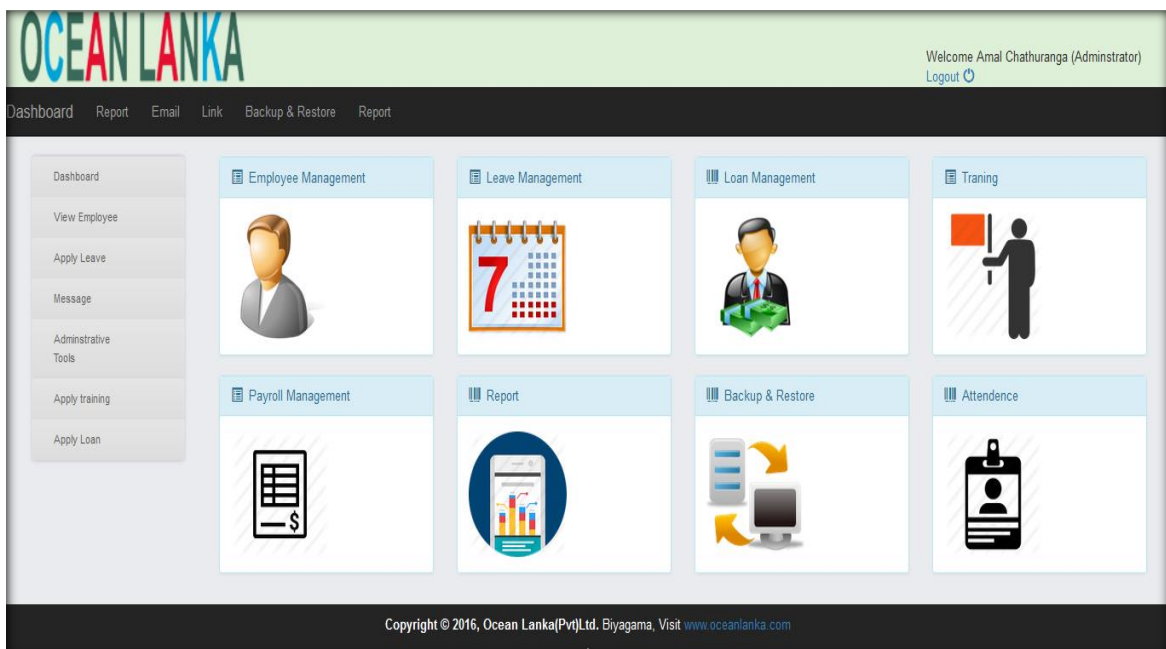 OCEAN LANKA
Welcome Amal Chathuranga (Adminstrator)
Logout
Dashboard Report Email Link Backup & Restore Report
Dashboard
View Employee
Apply Leave
Message
Adminstrative
Tools
Apply training
Apply Loan
Employee Management
Leave Management
7
Loan Management
Traning
Payroll Management
$
Report
Backup & Restore
Attendence
Copyright © 2016, Ocean Lanka(Pvt)Ltd. Biyagama, Visit www.oceanlanka.com